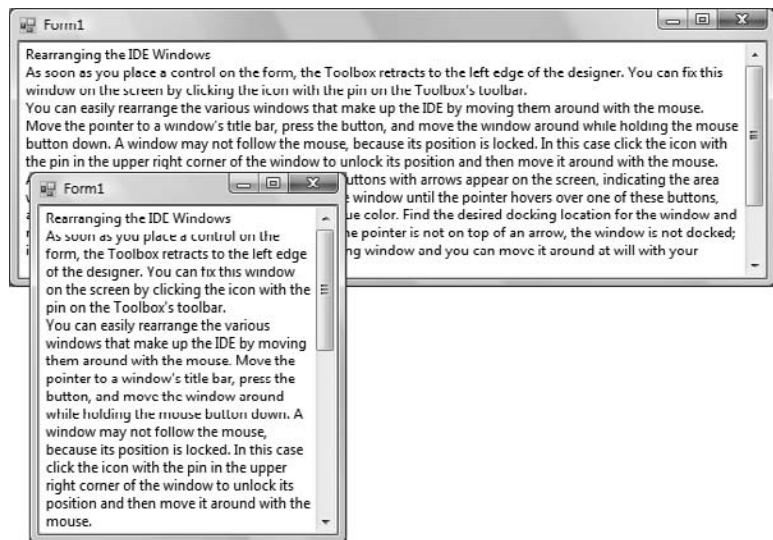 Form1
Rearranging the IDE Windows
As soon as you place a control on the form, the Toolbox retracts to the left edge of the designer. You can fix this
window on the screen by clicking the icon with the pin on the Toolbox's toolbar.
You can easily rearrange the various windows that make up the IDE by moving them around with the mouse.
Move the pointer to a window's title bar, press the button, and move the window around while holding the mouse
button down. A window may not follow the mouse, because its position is locked. In this case click the icon with
the pin in the upper right corner of the window to unlock its position and then move it around with the mouse.
with arrows appear on the screen, indicating the area
window until the pointer hovers over one of these buttons,
color. Find the desired docking location for the window and
pointer is not on top of an arrow, the window is not docked;
window and you can move it around at will with your
Form1
Rearranging the IDE Windows
As soon as you place a control on the
form, the Toolbox retracts to the left edge
of the designer. You can fix this window
on the screen by clicking the icon with the
pin on the Toolbox's toolbar.
You can easily rearrange the various
windows that make up the IDE by moving
them around with the mouse. Move the
pointer to a window's title bar, press the
button, and move the window around
while holding the mouse button down. A
window may not follow the mouse,
because its position is locked. In this case
click the icon with the pin in the upper
right corner of the window to unlock its
position and then move it around with the
mouse.